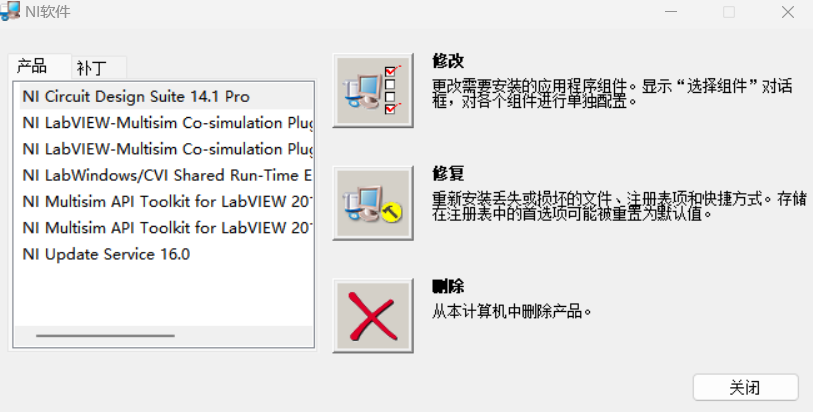 NI软件
产品
补丁
NI Circuit Design Suite 14.1 Pro
NI LabVIEW-Multisim Co-simulation Plug
NI LabVIEW-Multisim Co-simulation Plug
NI LabWindows/CVI Shared Run-Time E
NI Multisim API Toolkit for LabVIEW 201
NI Multisim API Toolkit for LabVIEW 201
NI Update Service 16.0
修改
更改需要安装的应用程序组件。显示“选择组件”对话
框，对各个组件进行单独配置。
修复
重新安装丢失或损坏的文件、注册表项和快捷方式。存储
在注册表中的首选项可能被重置为默认值。
删除
从本计算机中删除产品。
关闭